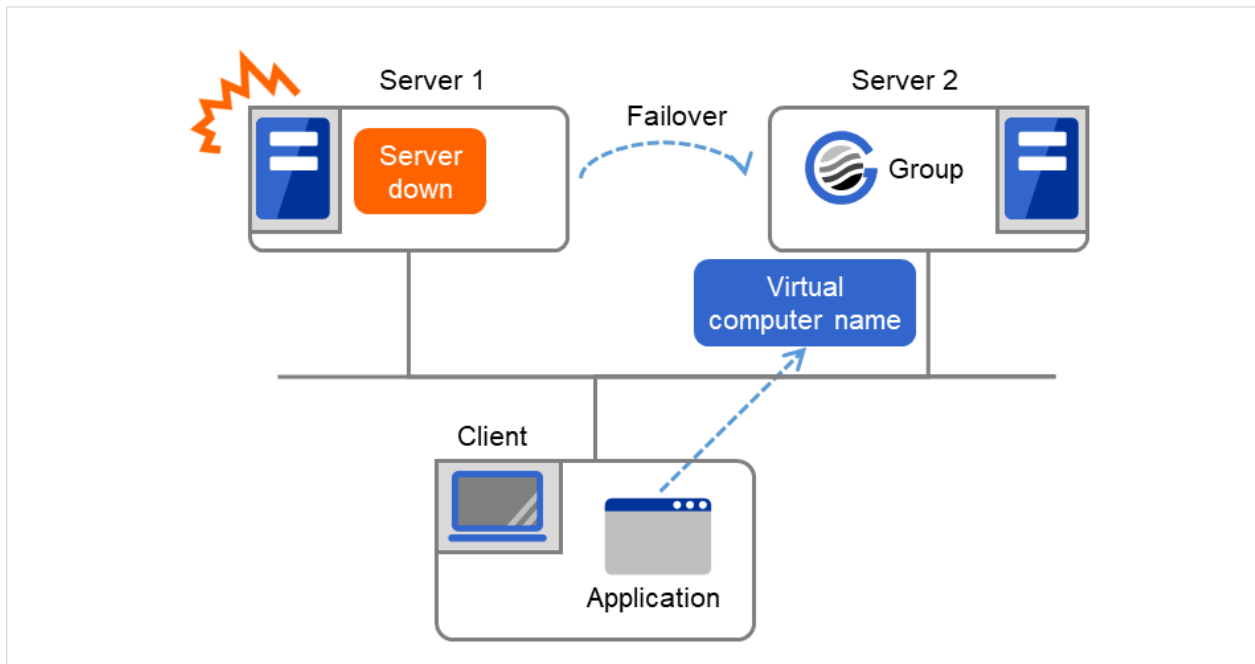 Server 1
Server 2
Failover
Server
down
Group
Virtual
computer name
Client
Application